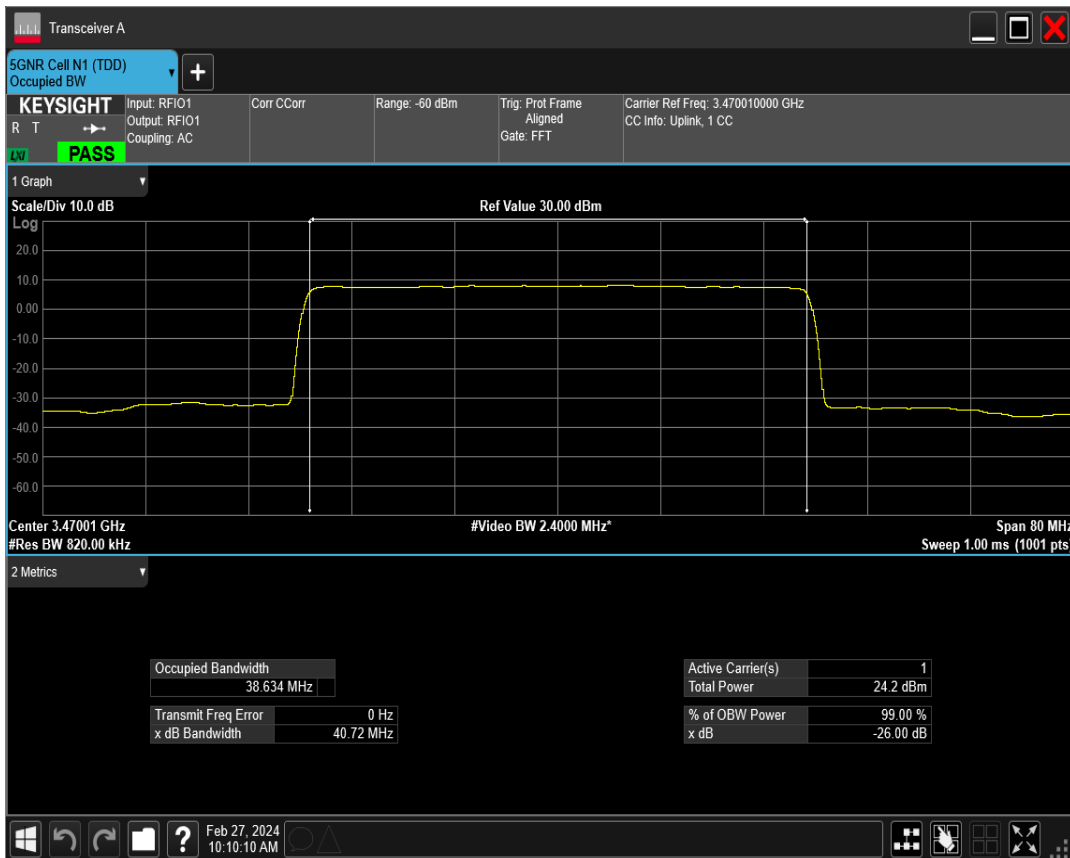 Transceiver A
5GNR Cell N1 (TDD)
Occupied BW
+
KEYSIGHT
R T
LXI
PASS
Input: RFIO1
Output: RFIO1
Coupling: AC
Corr CCorr
Range: -60 dBm
Trig: Prot Frame
Aligned
Gate: FFT
Carrier Ref Freq: 3.470010000 GHz
CC Info: Uplink, 1 CC
1 Graph
Scale/Div 10.0 dB
Ref Value 30.00 dBm
Log
20.0
10.0
0.00
-10.0
-20.0
-30.0
-40.0
-50.0
-60.0
Center 3.47001 GHz
#Video BW 2.4000 MHz*
Span 80 MHz
#Res BW 820.00 kHz
Sweep 1.00 ms (1001 pts)
2 Metrics
Occupied Bandwidth
38.634 MHz
Transmit Freq Error 0 Hz
x dB Bandwidth 40.72 MHz
Active Carrier(s) 1
Total Power 24.2 dBm
% of OBW Power 99.00 %
x dB -26.00 dB
?
Feb 27, 2024
10:10:10 AM